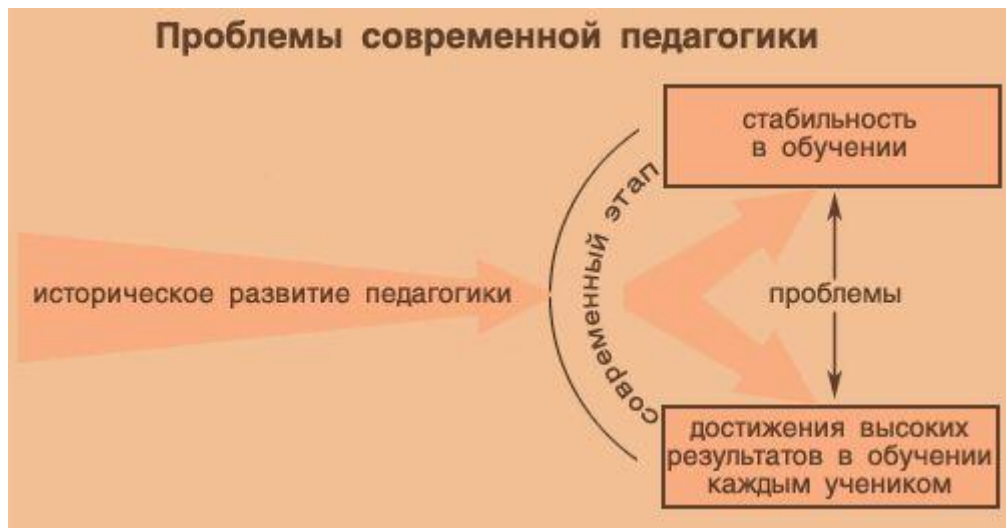 Проблемы современной педагогики
стабильность
в обучении
современный этап
историческое развитие педагогики
проблемы
достижения высоких
результатов в обучении
каждым учеником